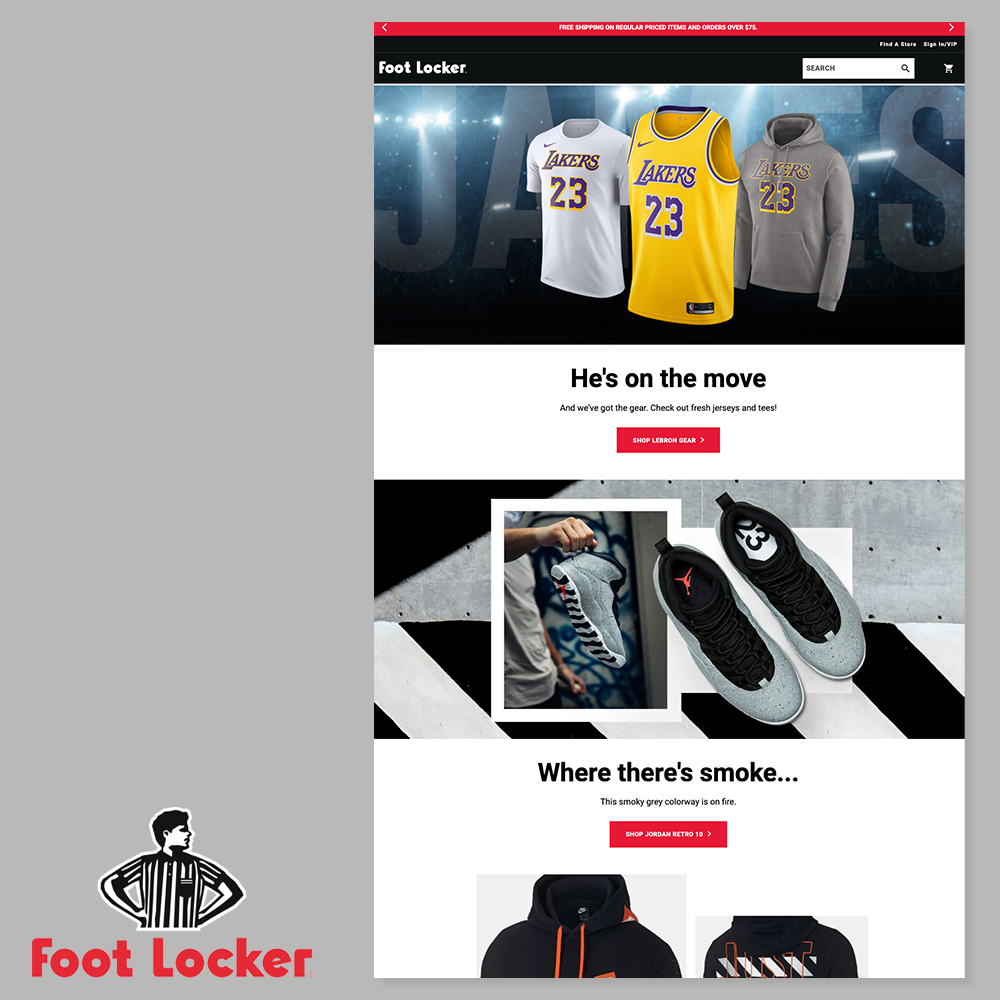 FREE SHIPPING ON REGULAR PRICED ITEMS AND ORDERS OVER $75.
Find A Store Sign In/VIP
Foot Locker
SEARCH
JAMES
LAKERS
23
LAKERS
23
LAKERS
23
He's on the move
And we've got the gear. Check out fresh jerseys and tees!
SHOP LEBRON GEAR
23
Where there's smoke...
This smoky grey colorway is on fire.
SHOP JORDAN RETRO 10
JUST
Foot Locker